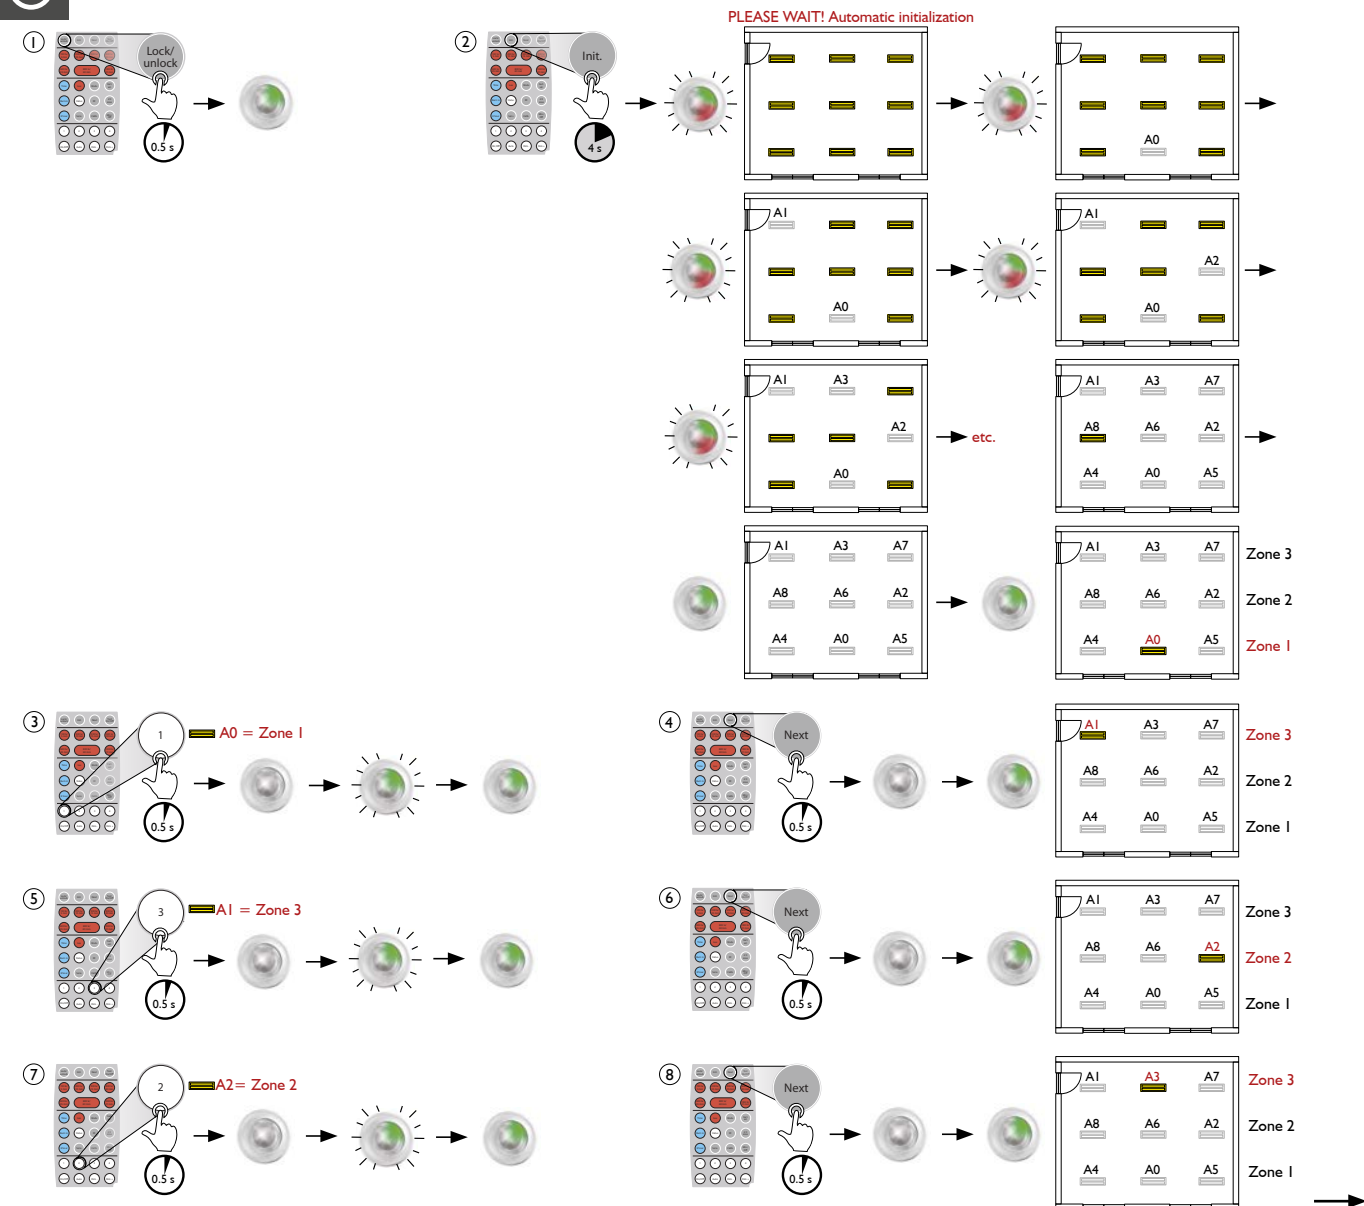 PLEASE WAIT! Automatic initialization
1
Lock/
unlock
0.5 s
2
Init.
4 s
A0
A1
A0
A1
A2
A0
A1 A3
A2
A0
etc.
A1 A3 A7
A8 A6 A2
A4 A0 A5
A1 A3 A7
A8 A6 A2
A4 A0 A5
A1 A3 A7 Zone 3
A8 A6 A2 Zone 2
A4 A0 A5 Zone 1
3
1
A0 = Zone 1
0.5 s
4
Next
0.5 s
A1 A3 A7 Zone 3
A8 A6 A2 Zone 2
A4 A0 A5 Zone 1
5
3
A1 = Zone 3
0.5 s
6
Next
0.5 s
A1 A3 A7 Zone 3
A8 A6 A2 Zone 2
A4 A0 A5 Zone 1
7
2
A2= Zone 2
0.5 s
8
Next
0.5 s
A1 A3 A7 Zone 3
A8 A6 A2 Zone 2
A4 A0 A5 Zone 1